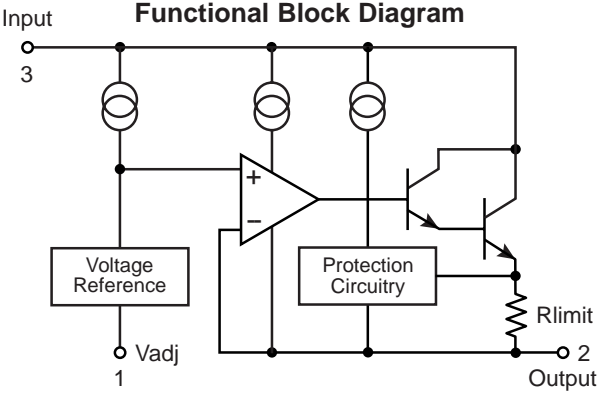 Functional Block Diagram
Input
3
+
−
Voltage
Reference
Protection
Circuitry
Rlimit
Vadj
1
2
Output